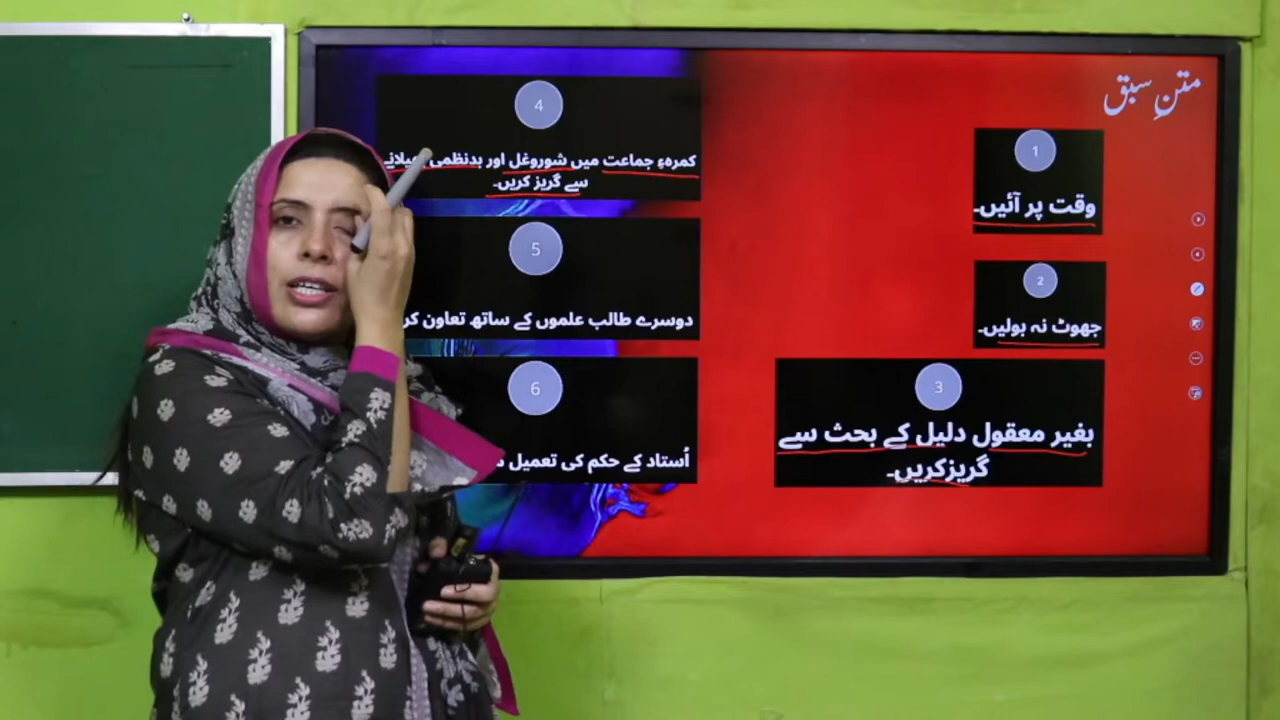 متنِ سبق
1
وقت پر آئیں۔
2
جھوٹ نہ بولیں۔
3
بغیر معقول دلیل کے بحث سے
گریزکریں۔
4
کمرہءِ جماعت میں شوروغل اور بدنظمی پھیلانے
سے گریز کریں۔
5
دوسرے طالب علموں کے ساتھ تعاون
6
اُستاد کے حکم کی تعمیل